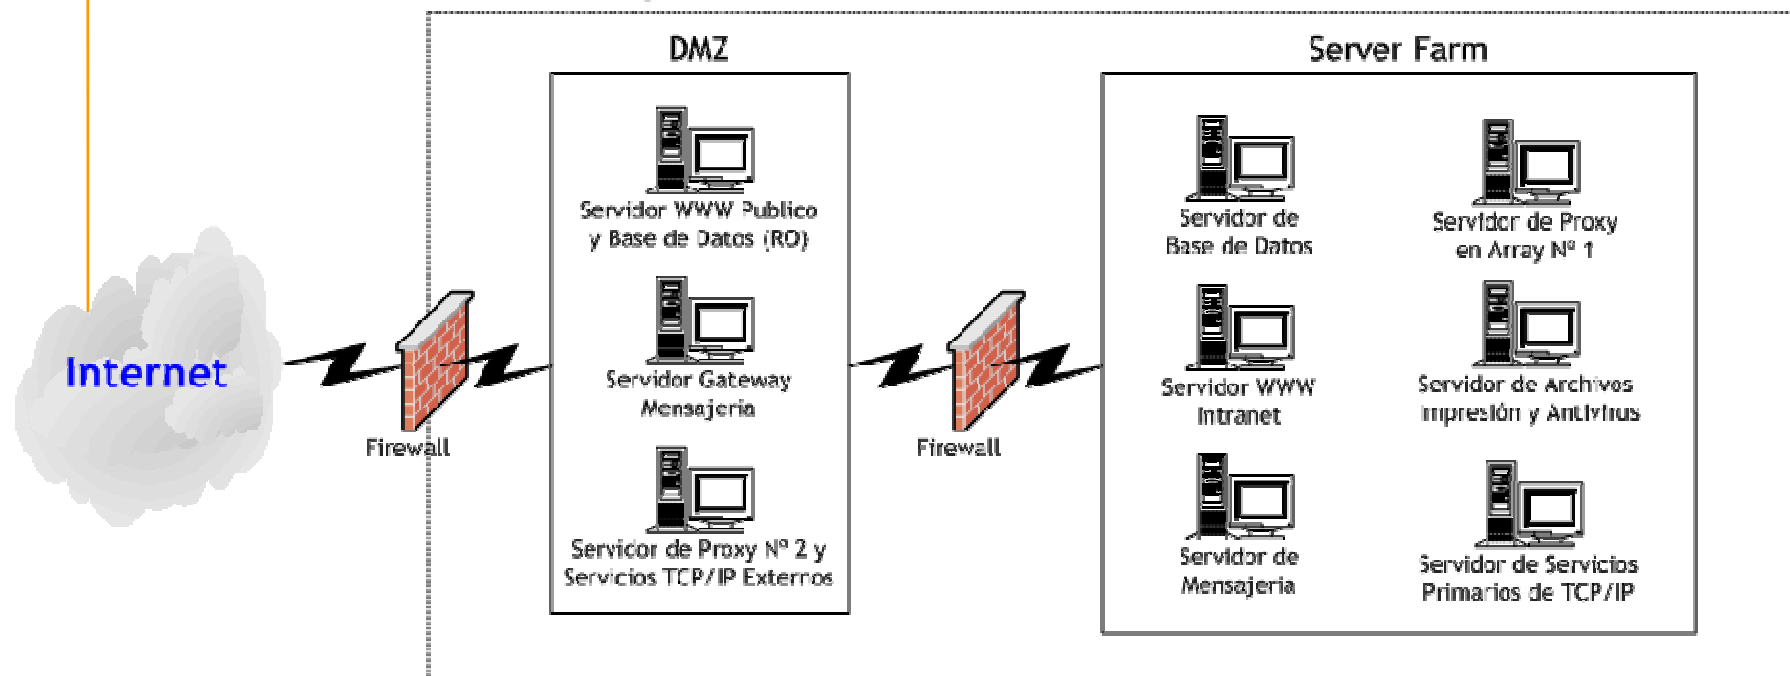 DMZ
Server Farm
Servidor WWW Publico
y Base de Datos (RO)
Servidor de
Base de Datos
Servidor de Proxy
en Array Nº 1
Internet
Firewall
Servidor Gateway
Mensajeria
Firewall
Servidor WWW
Intranet
Servidor de Archivos
Impresión y Antivirus
Servidor de Proxy Nº 2 y
Servicios TCP/IP Externos
Servidor de
Mensajeria
Servidor de Servicios
Primarios de TCP/IP